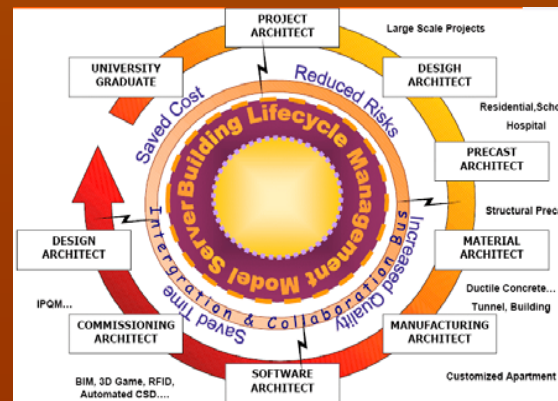 PROJECT
ARCHITECT
Large Scale Projects
UNIVERSITY
GRADUATE
DESIGH
ARCHITECT
Saved Cost
Reduced Risks
Residential,Scho
Hospital
PRECAST
ARCHITECT
Building Lifecycle Management Model Server
Structural Preca
DESIGN
ARCHITECT
MATERIAL
ARCHITECT
Intergration & Collaboration Bus
Increased Quality
Saved Time
IPQM...
Ductile Concrete...
Tunnel, Building
COMMISSIONING
ARCHITECT
MANUFACTURING
ARCHITECT
SOFTWARE
ARCHITECT
Customized Apartment
BIM, 3D Game, RFID,
Automated CSD....